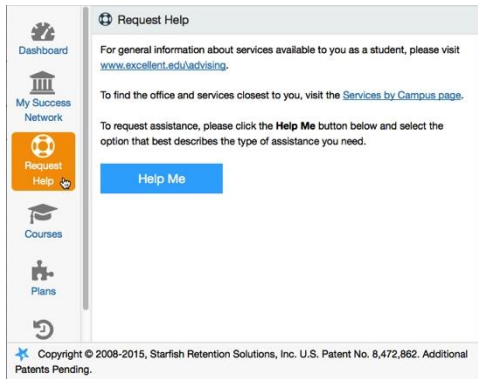 Dashboard
My Success
Network
Request
Help
Courses
Plans
Request Help
For general information about services available to you as a student, please visit
www.excellent.edu\advising.
To find the office and services closest to you, visit the Services by Campus page.
To request assistance, please click the Help Me button below and select the
option that best describes the type of assistance you need.
Help Me
Copyright © 2008-2015, Starfish Retention Solutions, Inc. U.S. Patent No. 8,472,862. Additional
Patents Pending.